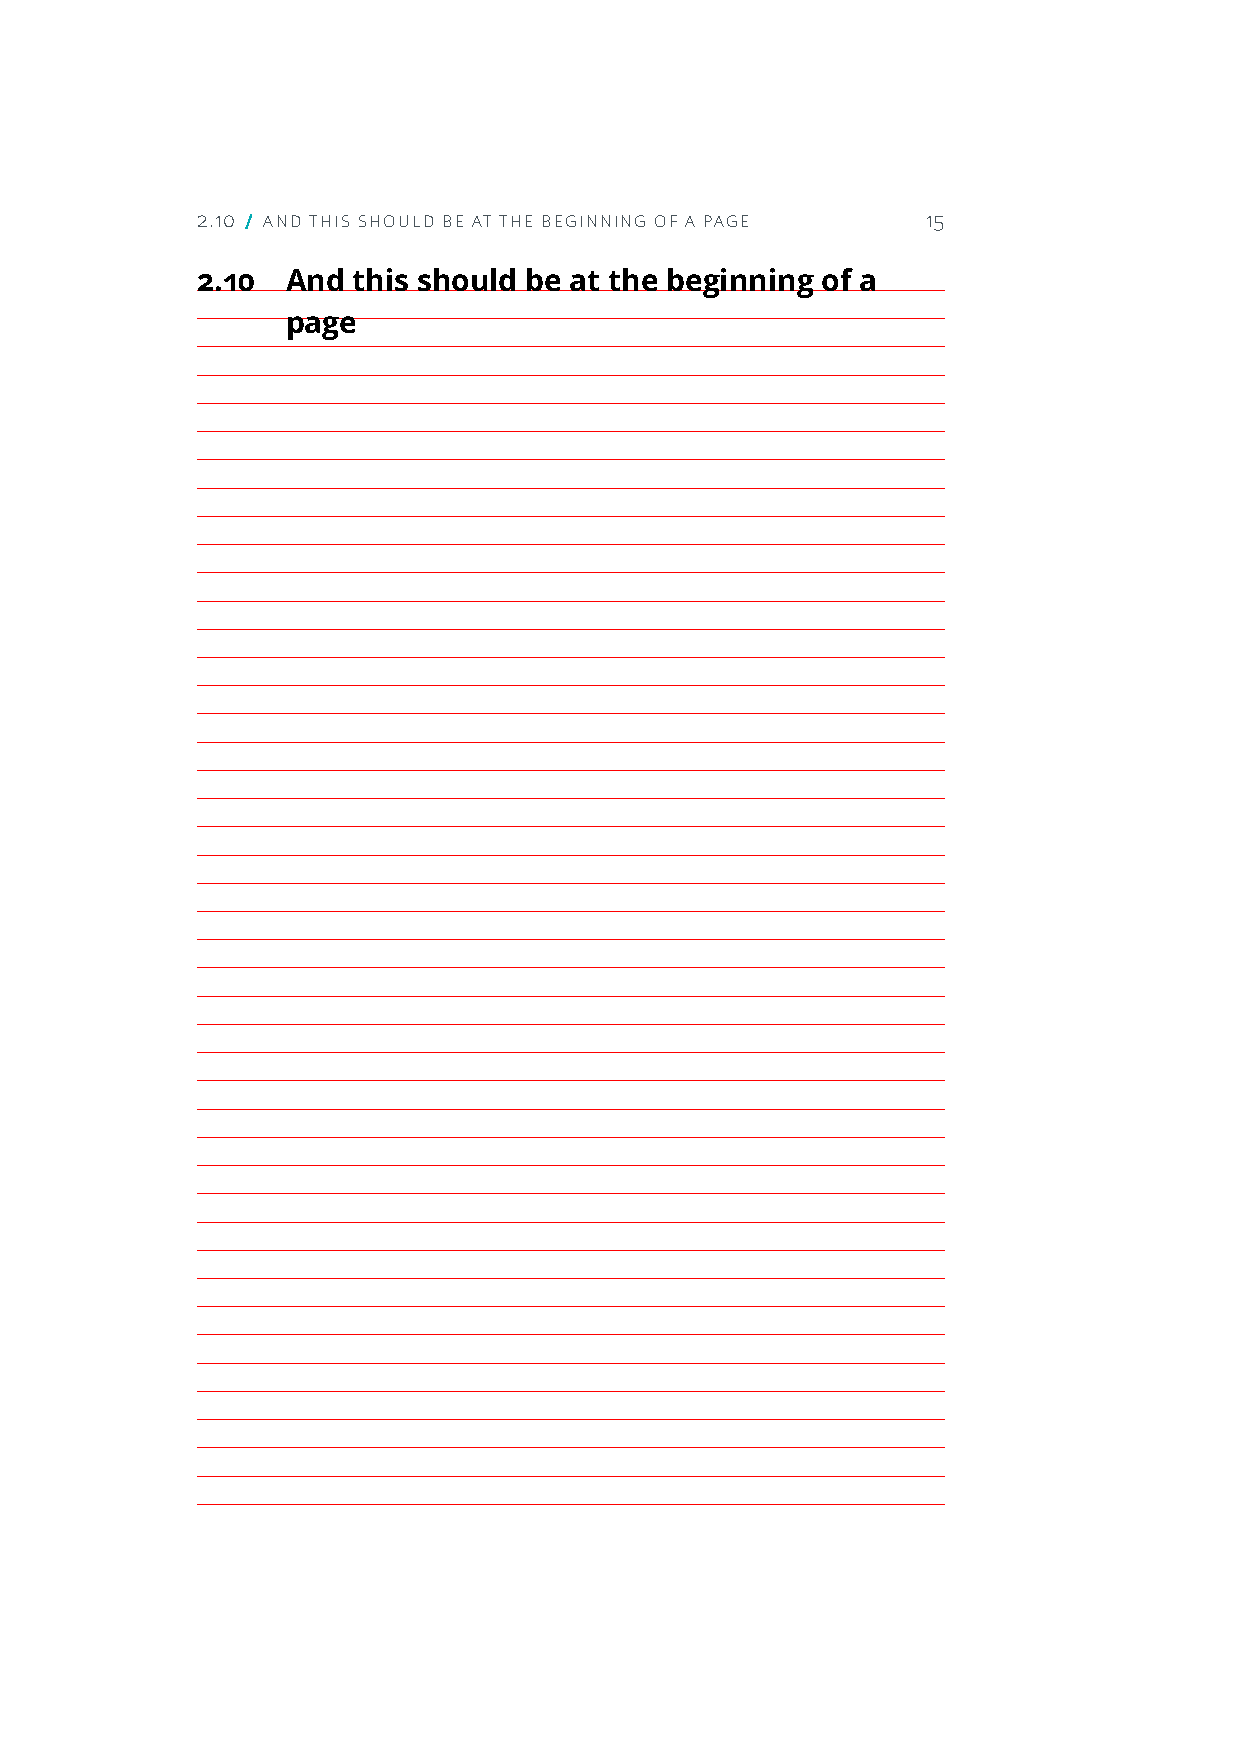 2.10 / AND THIS SHOULD BE AT THE BEGINNING OF A PAGE 15
2.10 And this should be at the beginning of a
page